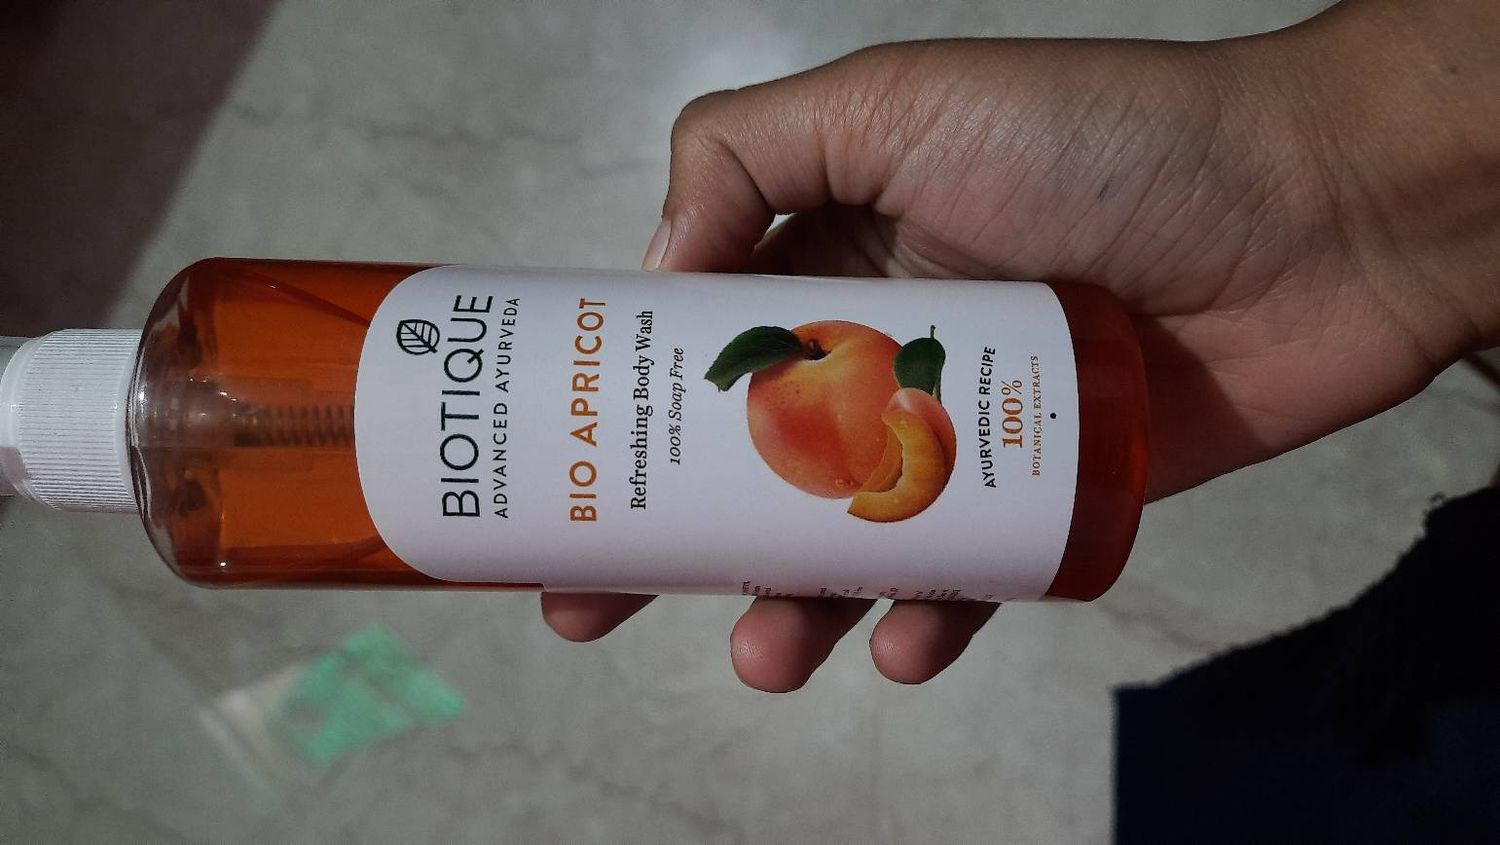 BIOTIQUE
ADVANCED AYURVEDA
BIO APRICOT
Refreshing Body Wash
100% Soap Free
AYURVEDIC RECIPE
100%
BOTANICAL EXTRACTS